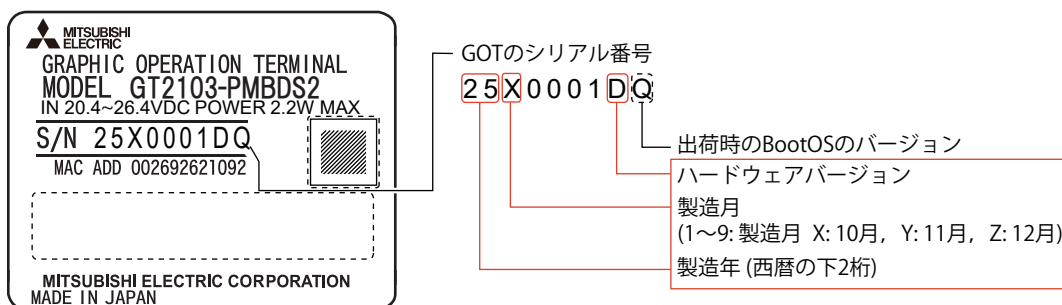 MITSUBISHI
ELECTRIC
GRAPHIC OPERATION TERMINAL
MODEL GT2103-PMBDS2
IN 20.4~26.4VDC POWER 2.2W MAX
S/N 25X0001DQ
MAC ADD 002692621092
MITSUBISHI ELECTRIC CORPORATION
MADE IN JAPAN
GOTのシリアル番号
25X0001DQ
出荷時のBootOSのバージョン
ハードウェアバージョン
製造月
(1～9: 製造月 X: 10月, Y: 11月, Z: 12月)
製造年 (西暦の下2桁)